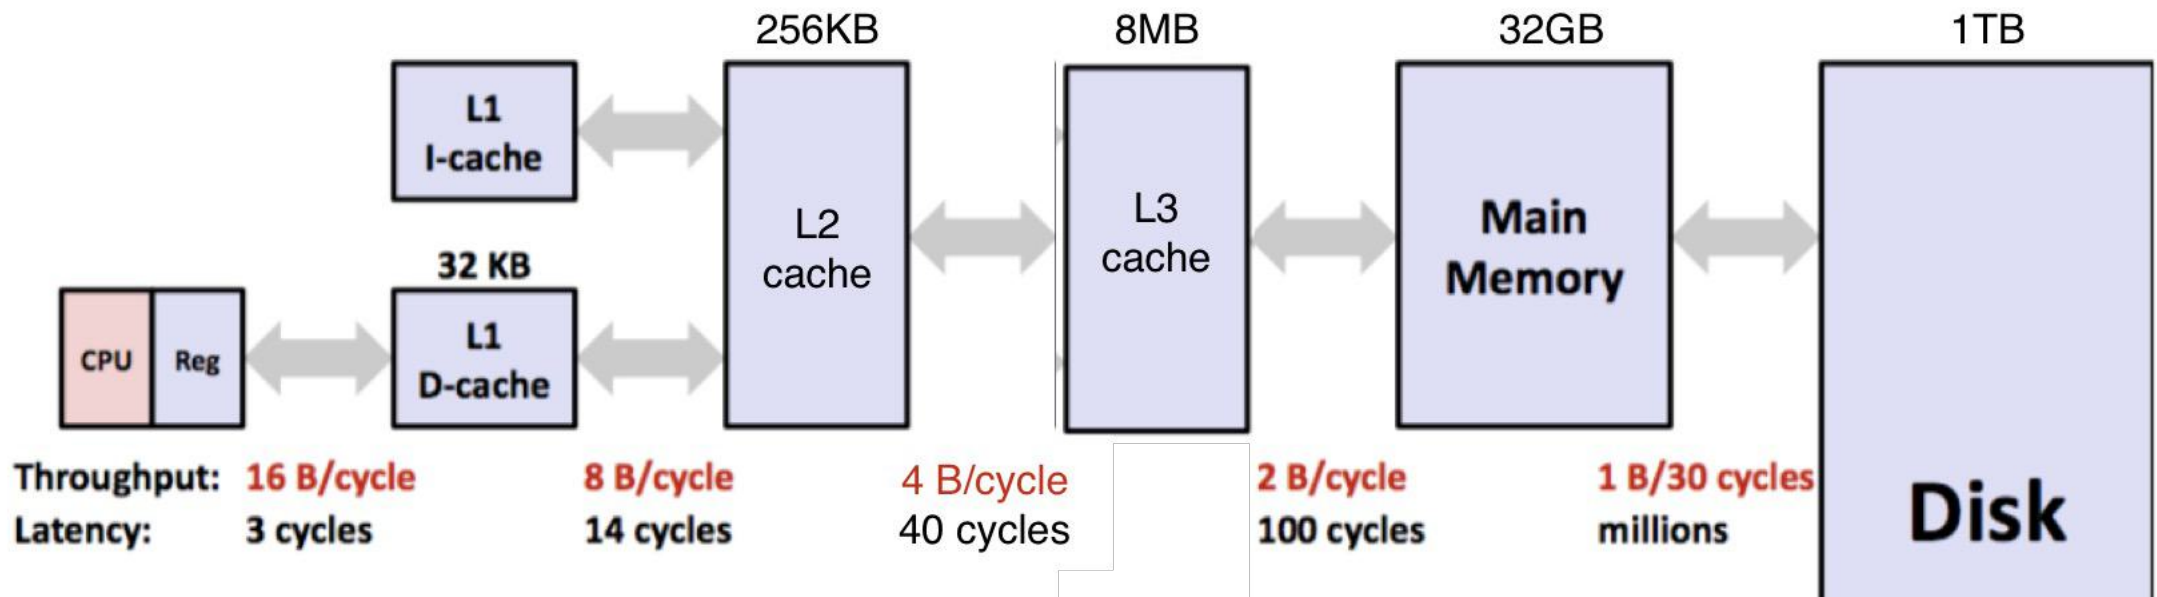 256KB
8MB
32GB
1TB
L1
I-cache
32 KB
L1
D-cache
CPU
Reg
L2
cache
L3
cache
Main
Memory
Disk
Throughput: 16 B/cycle 8 B/cycle 4 B/cycle 2 B/cycle 1 B/30 cycles
Latency: 3 cycles 14 cycles 40 cycles 100 cycles millions